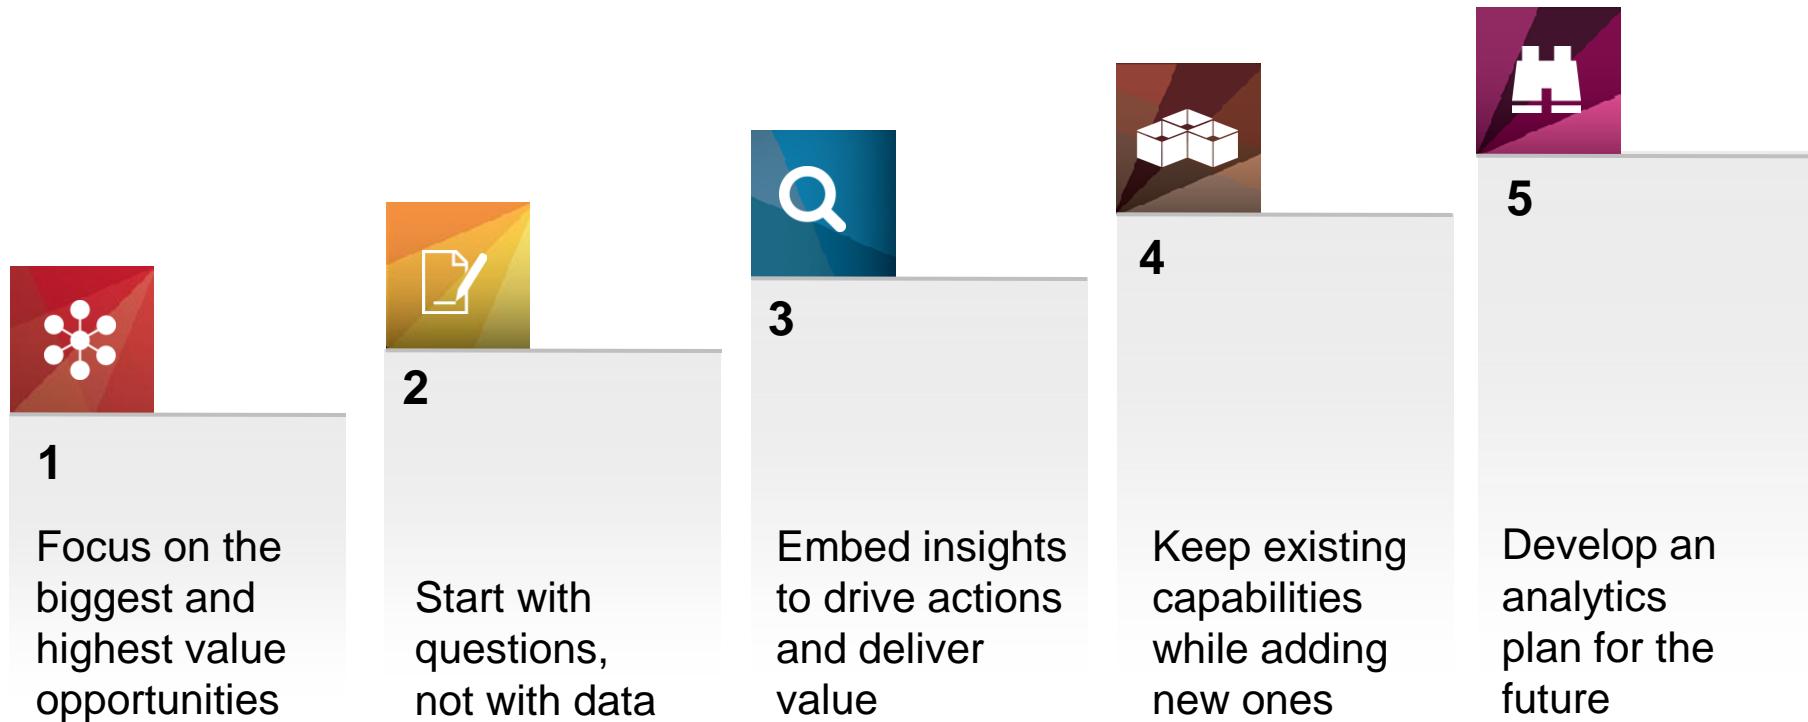 1
Focus on the
biggest and
highest value
opportunities
2
Start with
questions,
not with data
3
Embed insights
to drive actions
and deliver
value
4
Keep existing
capabilities
while adding
new ones
5
Develop an
analytics
plan for the
future